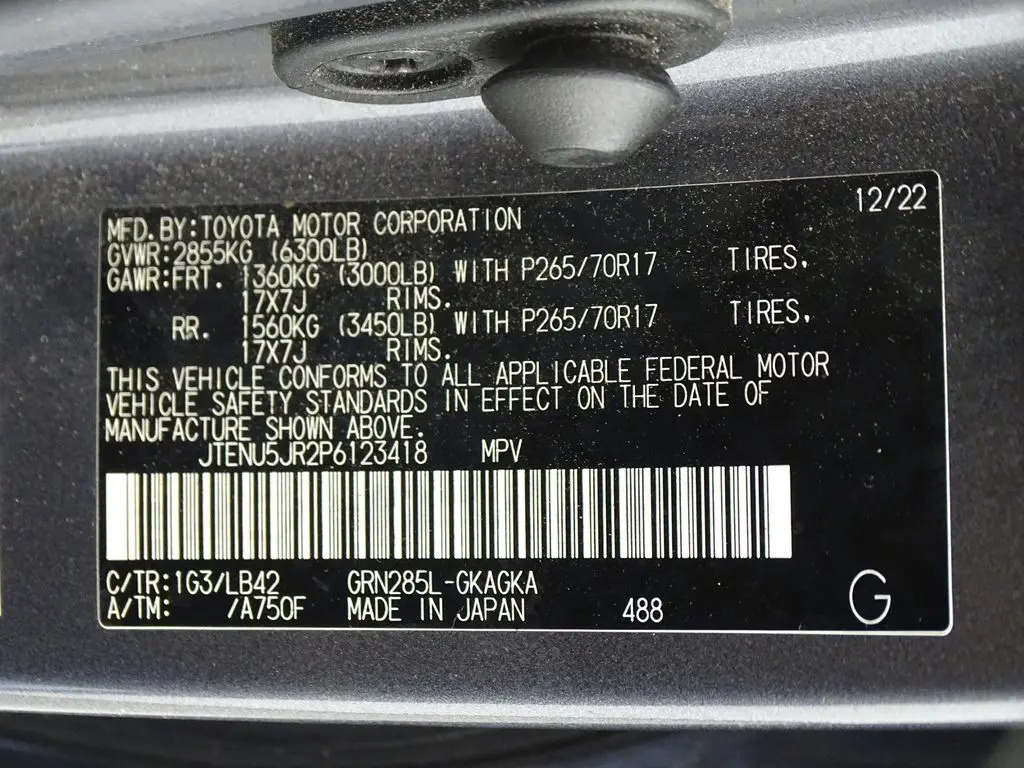 12/22
MFD.BY:TOYOTA MOTOR CORPORATION
GVWR:2855KG (6300LB)
GAWR:FRT. 1360KG (3000LB) WITH P265/70R17 TIRES,
17X7J RIMS.
RR. 1560KG (3450LB) WITH P265/70R17 TIRES,
17X7J RIMS.
THIS VEHICLE CONFORMS TO ALL APPLICABLE FEDERAL MOTOR
VEHICLE SAFETY STANDARDS IN EFFECT ON THE DATE OF
MANUFACTURE SHOWN ABOVE.
JTENU5JR2P6123418 MPV
C/TR:1G3/LB42 GRN285L-GKAGKA
A/TM: /A750F MADE IN JAPAN 488 G